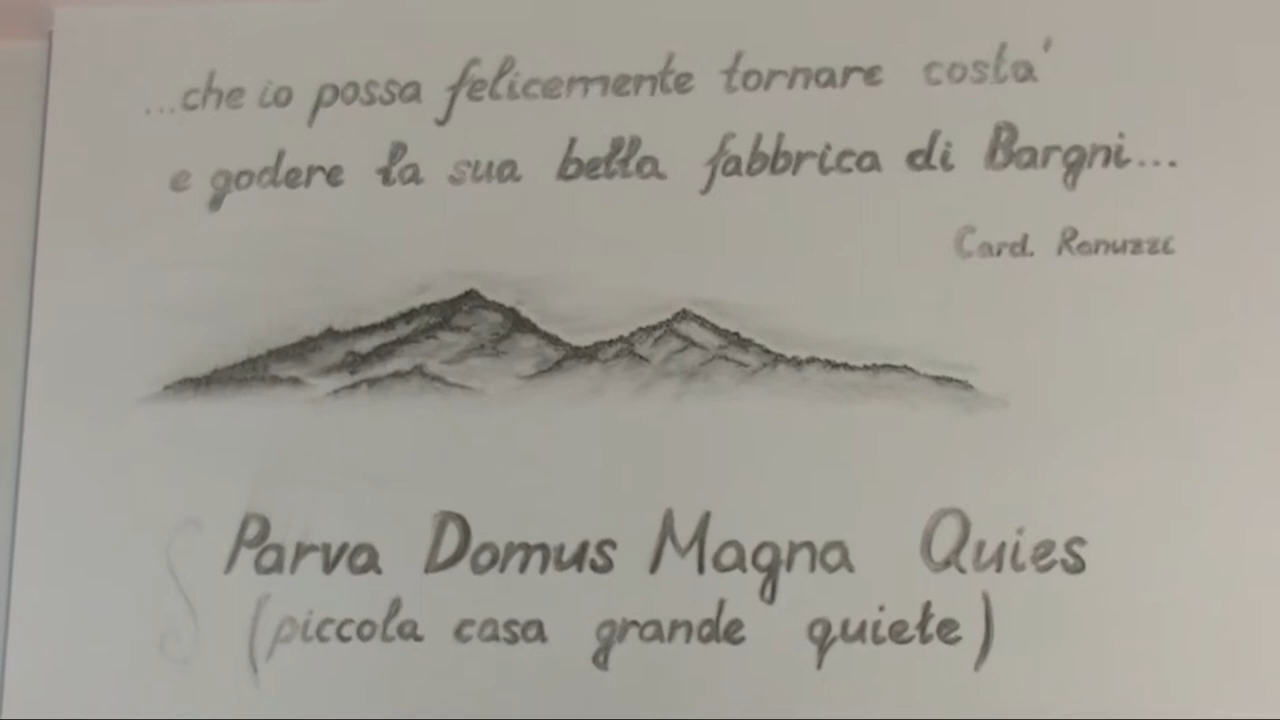 ...che io possa felicemente tornare costa'
e godere la sua bella fabbrica di Bargni...
Card. Ranuzzi
Parva Domus Magna Quies
(piccola casa grande quiete)